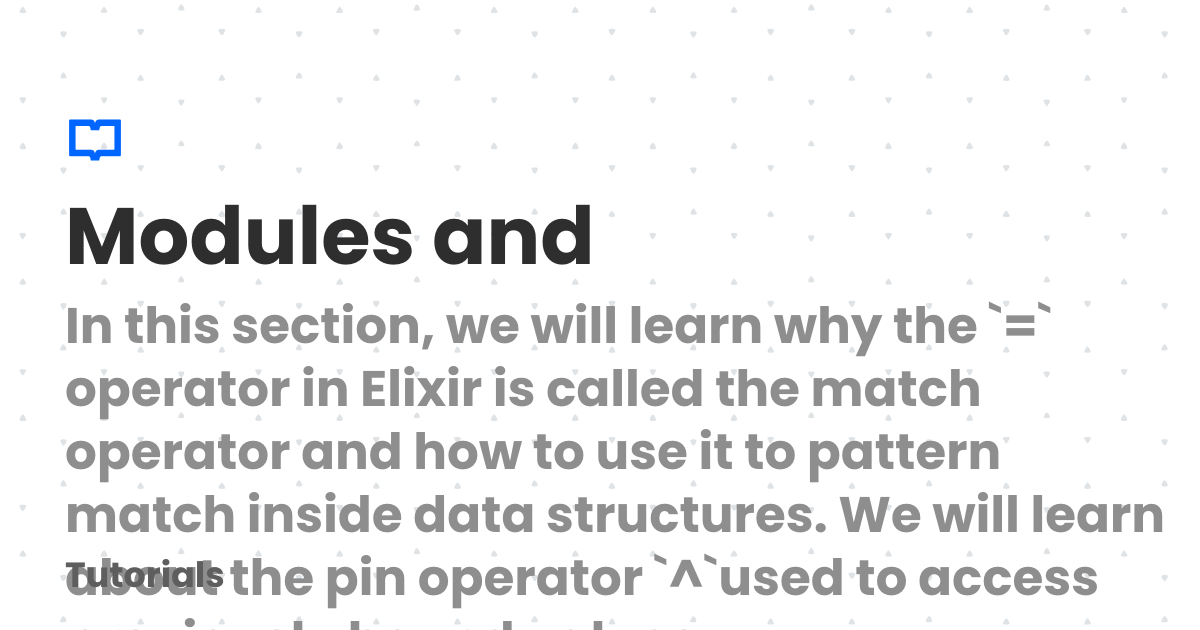 Modules and
In this section, we will learn why the `=`
operator in Elixir is called the match
operator and how to use it to pattern
match inside data structures. We will learn
about the pin operator `^`used to access
Tutorials